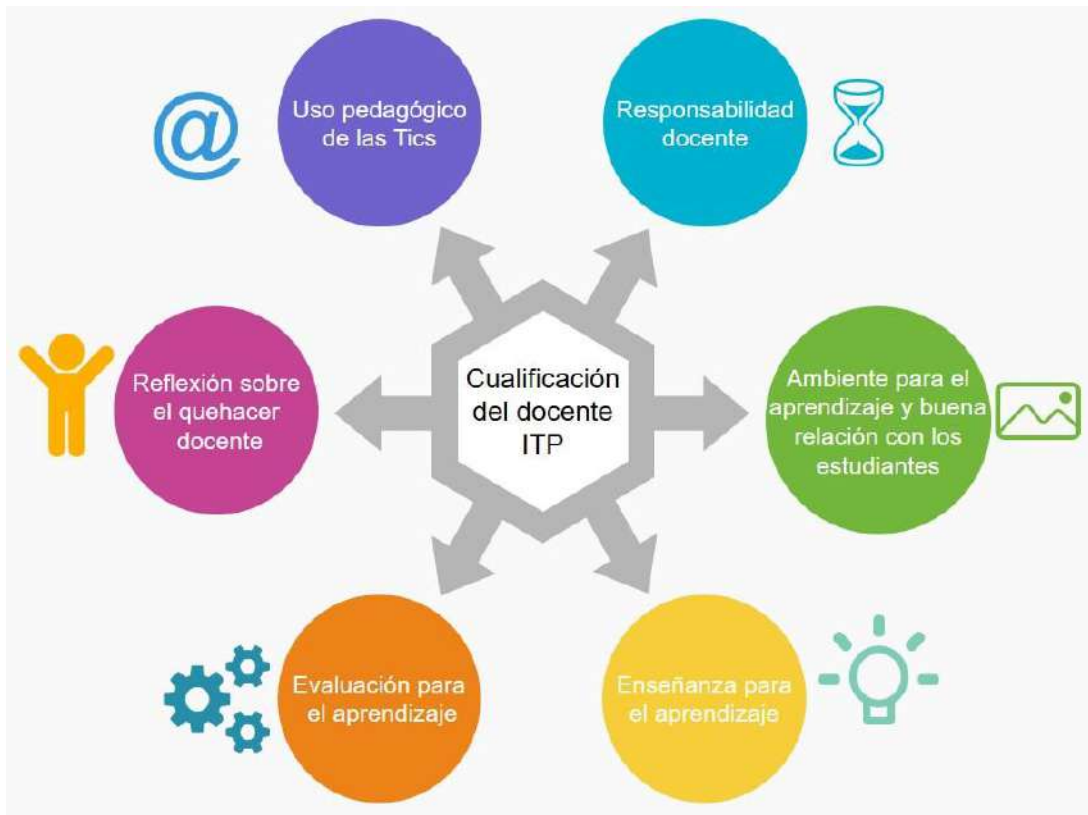 Uso pedagógico
de las Tics
Responsabilidad
docente
Reflexión sobre
el quehacer
docente
Cualificación
del docente
ITP
Ambiente para el
aprendizaje y buena
relación con los
estudiantes
Evaluación para
el aprendizaje
Enseñanza para
el aprendizaje
@